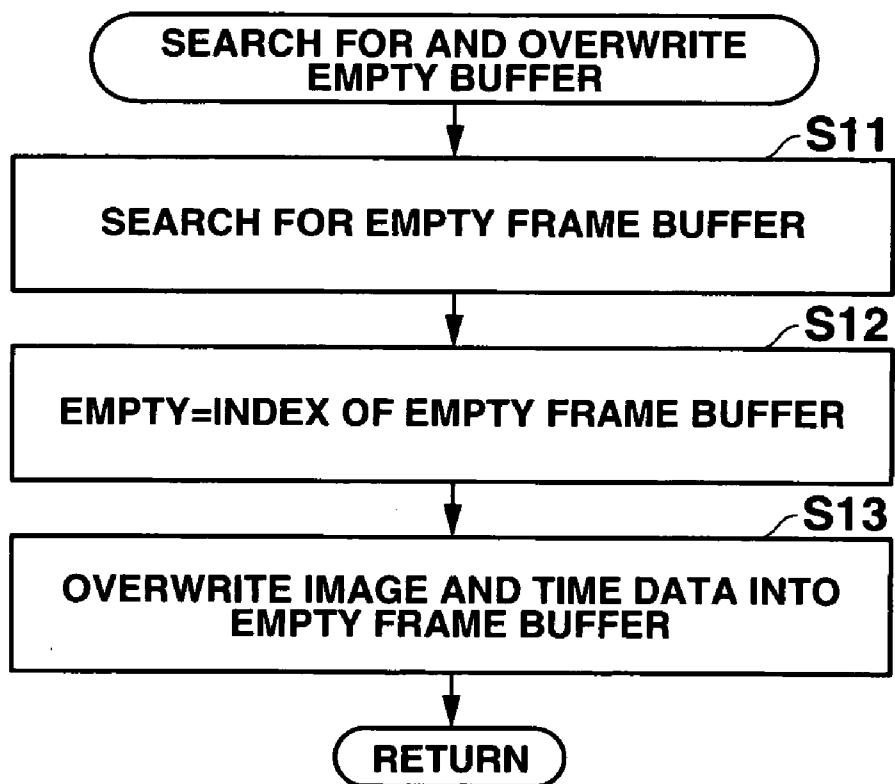 SEARCH FOR AND OVERWRITE
EMPTY BUFFER
S11
SEARCH FOR EMPTY FRAME BUFFER
S12
EMPTY=INDEX OF EMPTY FRAME BUFFER
S13
OVERWRITE IMAGE AND TIME DATA INTO
EMPTY FRAME BUFFER
RETURN